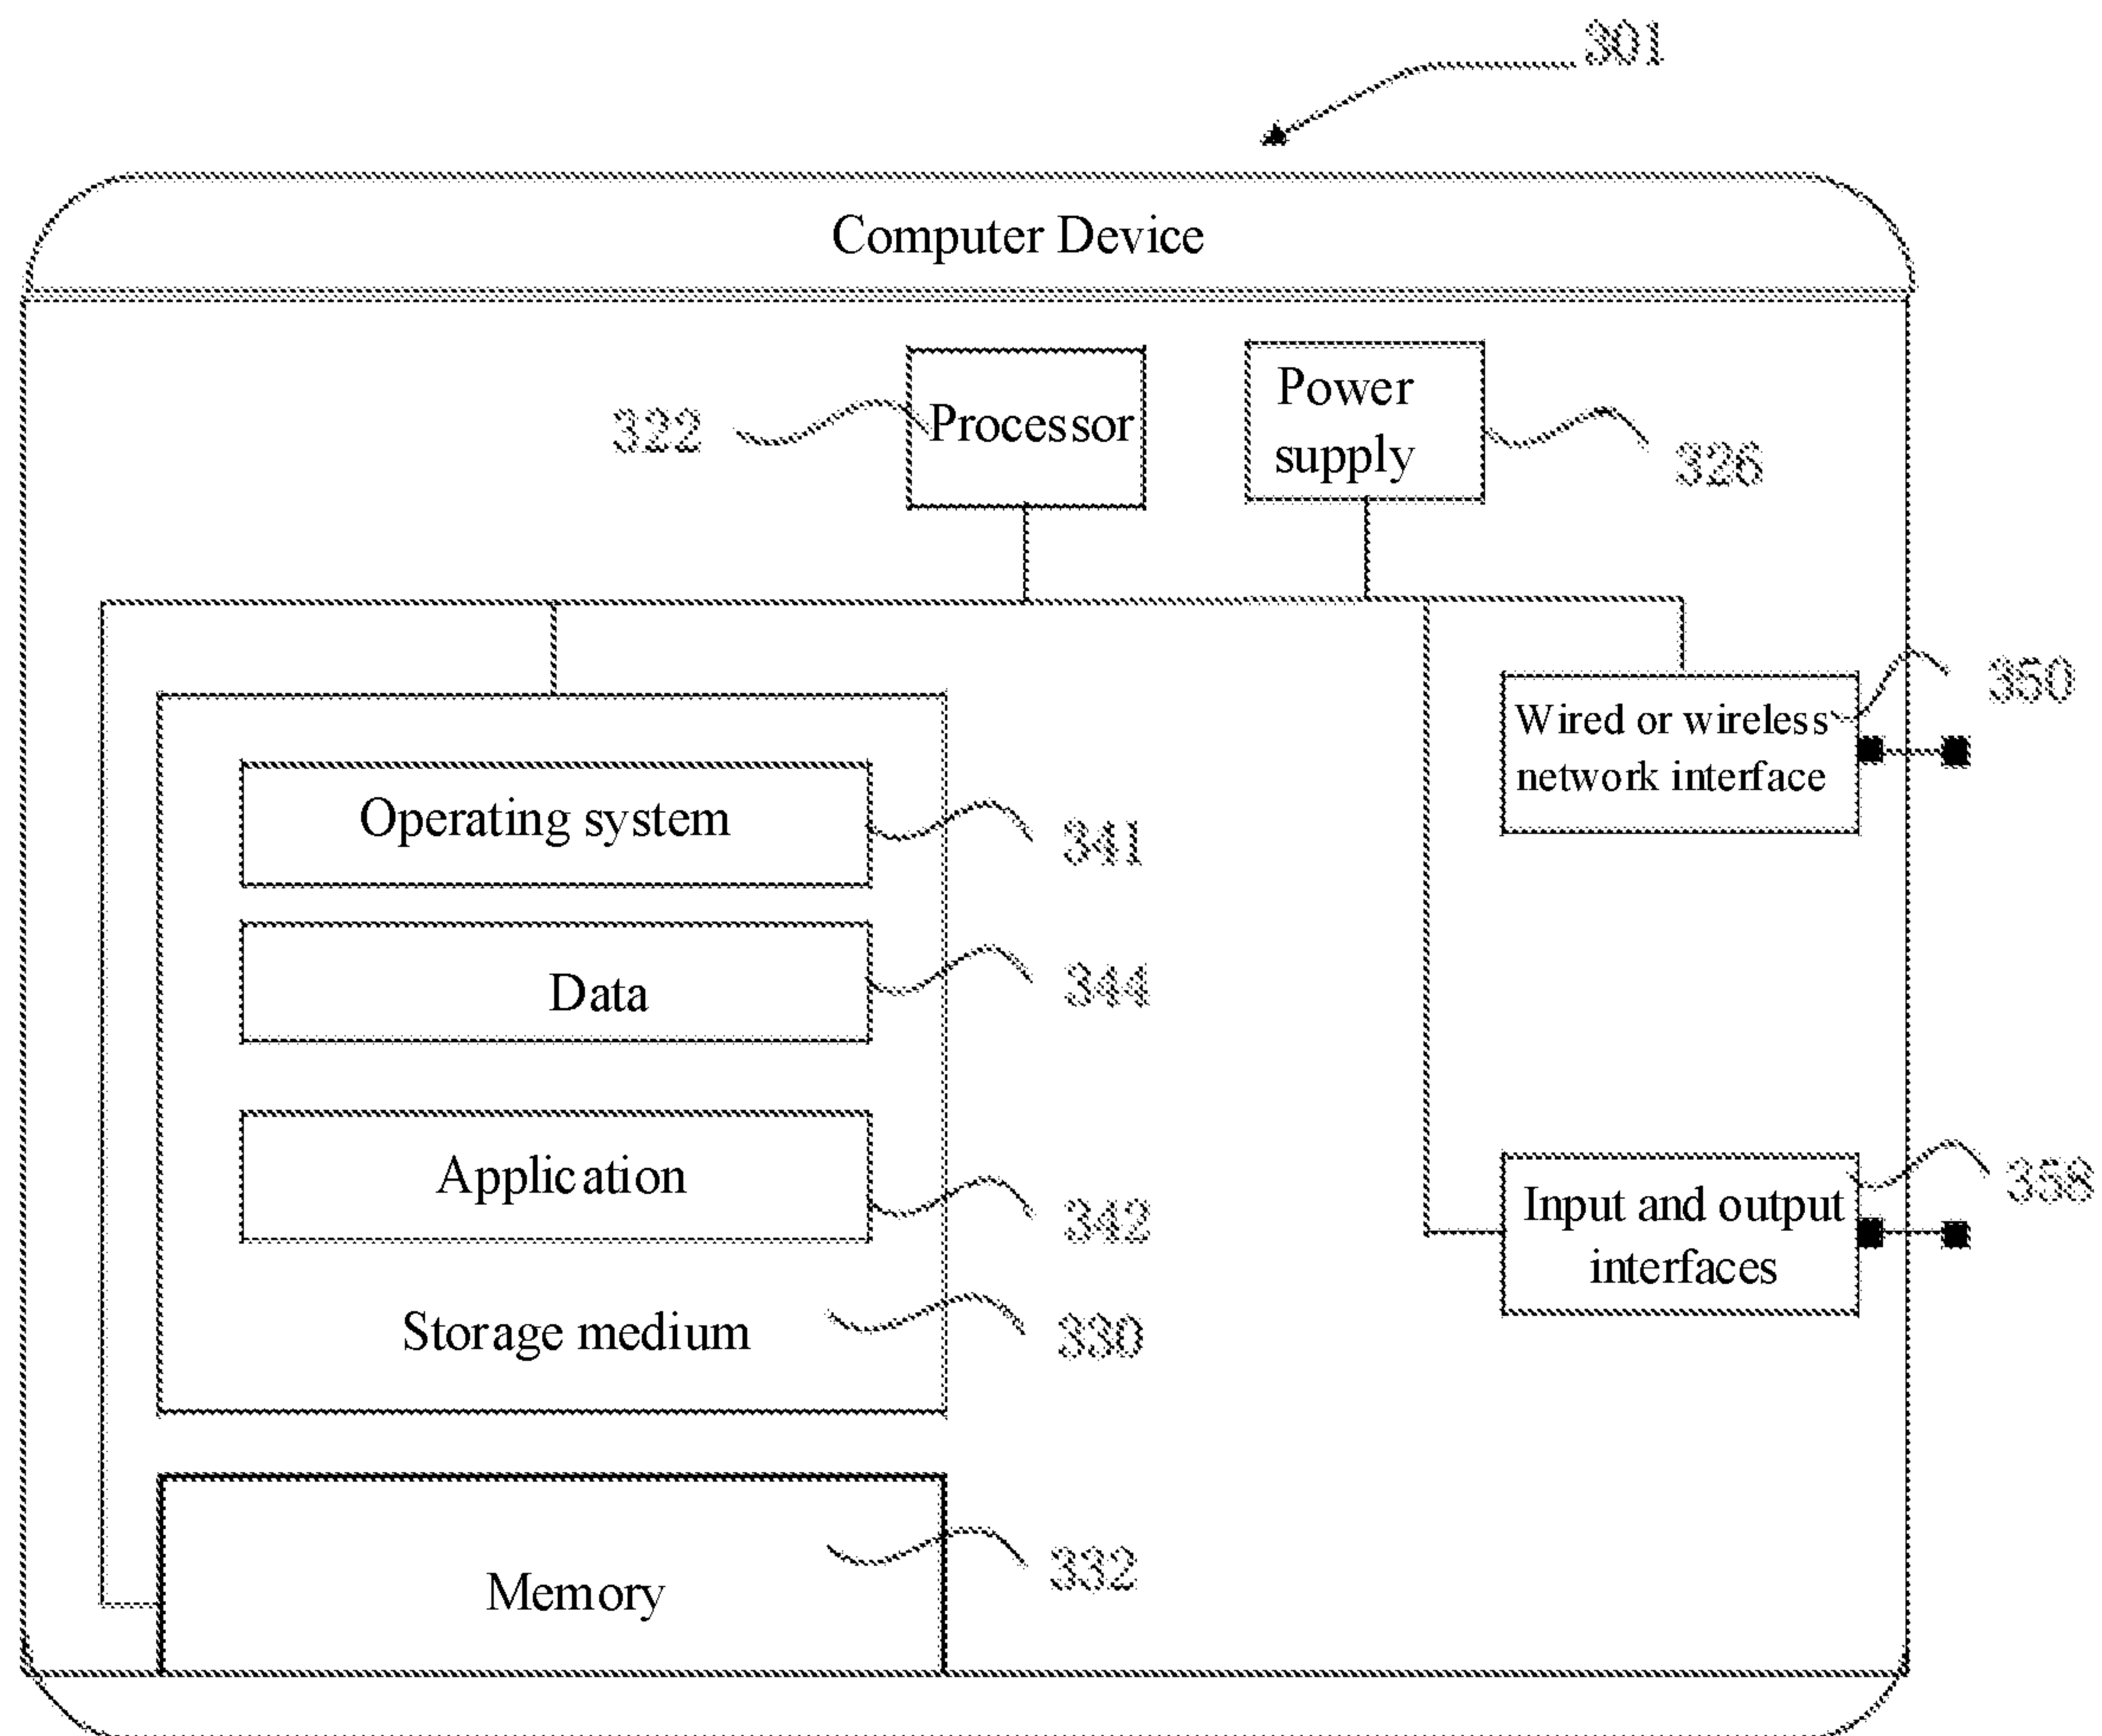 301
Computer Device
322
Processor
Power
supply
326
Wired or wireless
network interface
350
Operating system
341
Data
344
Application
342
Storage medium
330
Input and output
interfaces
358
Memory
332